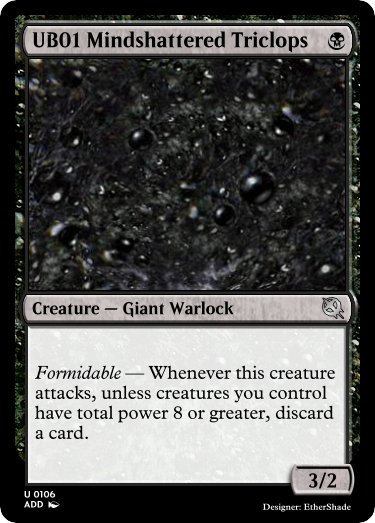 UB01 Mindshattered Triclops
Creature — Giant Warlock
Formidable — Whenever this creature
attacks, unless creatures you control
have total power 8 or greater, discard
a card.
3/2
U 0106
ADD
Designer: EtherShade